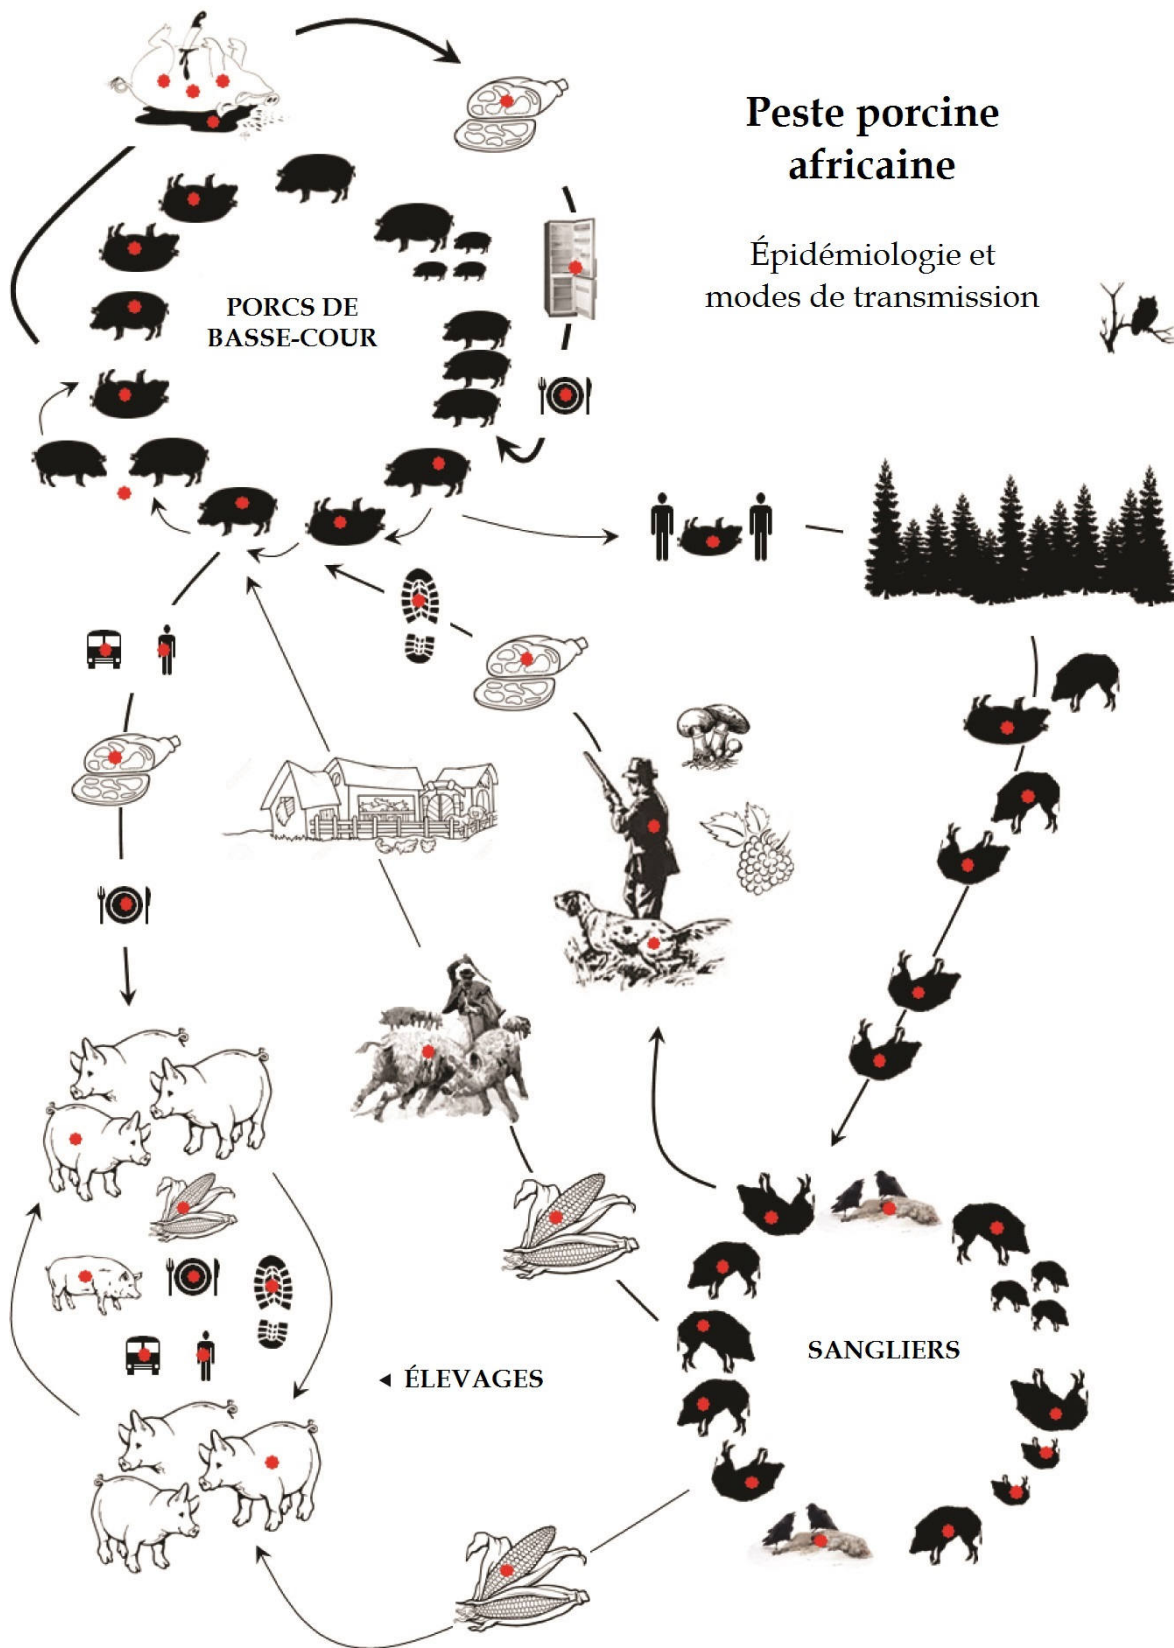 Peste porcine
africaine
Épidémiologie et
modes de transmission
PORCS DE
BASSE-COUR
SANGLIERS
ÉLEVAGES